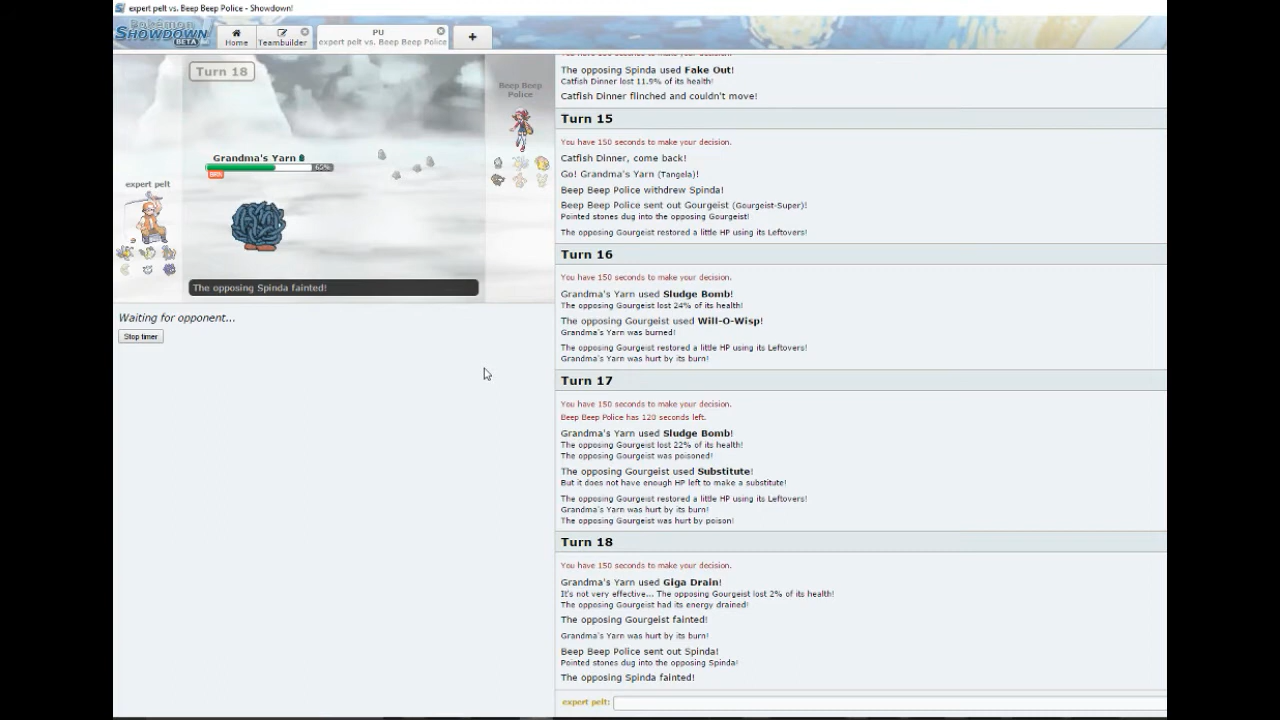 expert pelt vs. Beep Beep Police - Showdown!
Pokémon
SHOWDOWN
BETA
Home
Teambuilder
PU
expert pelt vs. Beep Beep Police
+
Turn 18
Beep Beep
Police
Grandma's Yarn
62%
BRN
expert pelt
The opposing Spinda fainted!
Waiting for opponent...
Stop timer
The opposing Spinda used Fake Out!
Catfish Dinner lost 11.9% of its health!
Catfish Dinner flinched and couldn't move!
Turn 15
You have 150 seconds to make your decision.
Catfish Dinner, come back!
Go! Grandma's Yarn (Tangela)!
Beep Beep Police withdrew Spinda!
Beep Beep Police sent out Gourgeist (Gourgeist-Super)!
Pointed stones dug into the opposing Gourgeist!
The opposing Gourgeist restored a little HP using its Leftovers!
Turn 16
You have 150 seconds to make your decision.
Grandma's Yarn used Sludge Bomb!
The opposing Gourgeist lost 24% of its health!
The opposing Gourgeist used Will-O-Wisp!
Grandma's Yarn was burned!
The opposing Gourgeist restored a little HP using its Leftovers!
Grandma's Yarn was hurt by its burn!
Turn 17
You have 150 seconds to make your decision.
Beep Beep Police has 120 seconds left.
Grandma's Yarn used Sludge Bomb!
The opposing Gourgeist lost 22% of its health!
The opposing Gourgeist was poisoned!
The opposing Gourgeist used Substitute!
But it does not have enough HP left to make a substitute!
The opposing Gourgeist restored a little HP using its Leftovers!
Grandma's Yarn was hurt by its burn!
The opposing Gourgeist was hurt by poison!
Turn 18
You have 150 seconds to make your decision.
Grandma's Yarn used Giga Drain!
It's not very effective... The opposing Gourgeist lost 2% of its health!
The opposing Gourgeist had its energy drained!
The opposing Gourgeist fainted!
Grandma's Yarn was hurt by its burn!
Beep Beep Police sent out Spinda!
Pointed stones dug into the opposing Spinda!
The opposing Spinda fainted!
expert pelt: